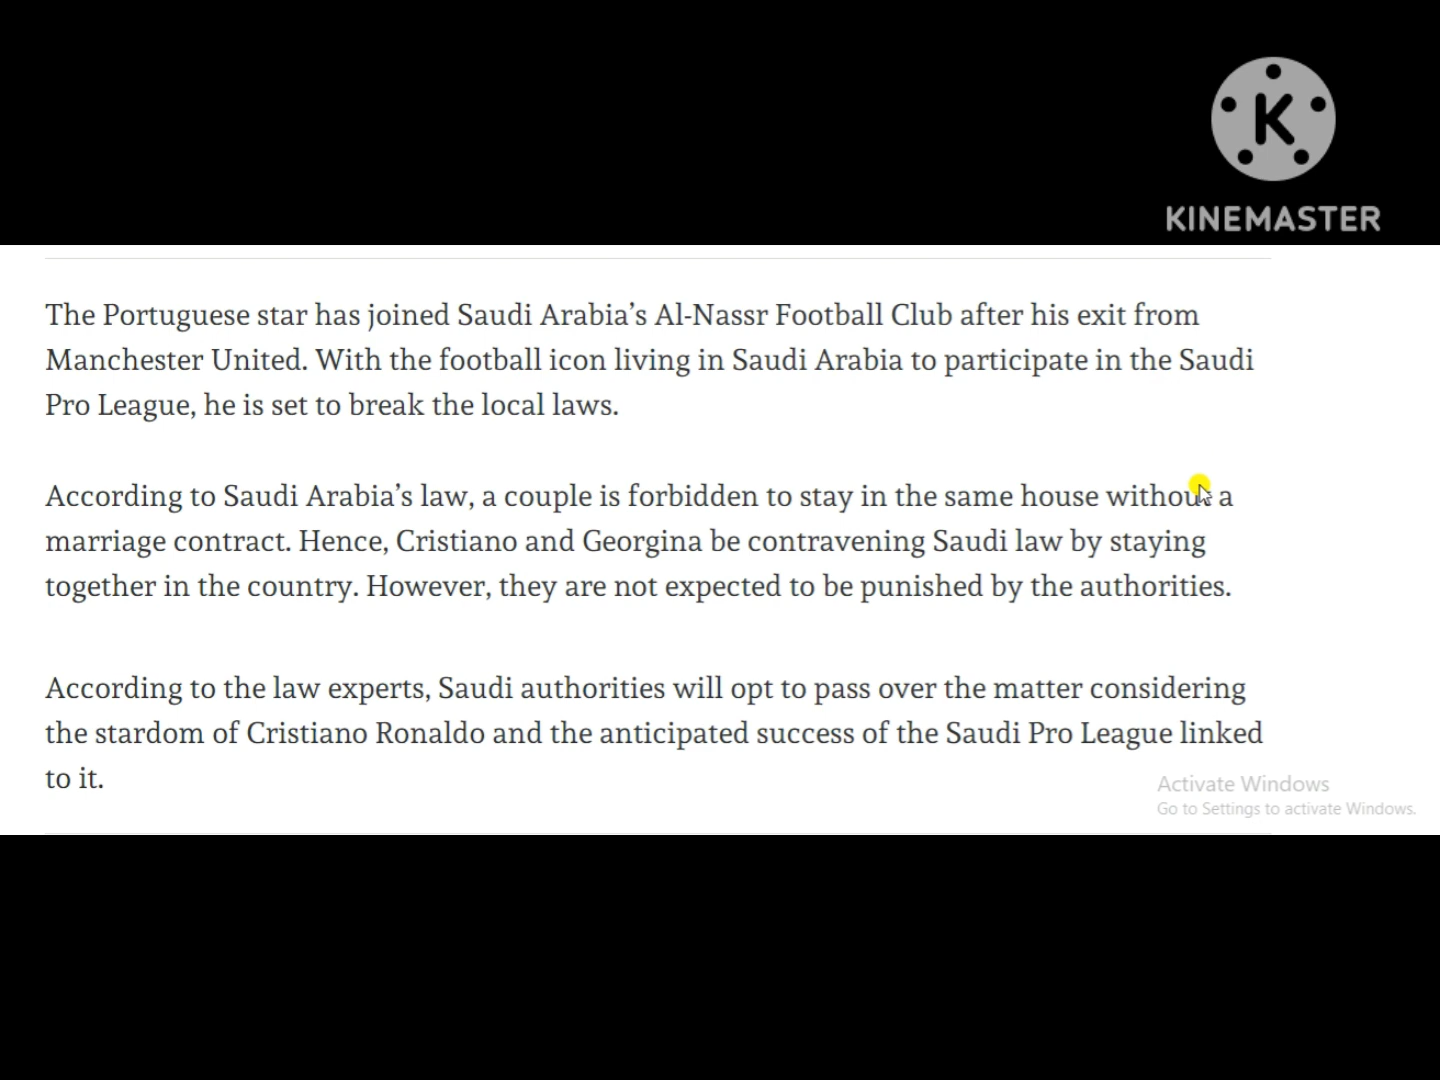 K
KINEMASTER
The Portuguese star has joined Saudi Arabia’s Al-Nassr Football Club after his exit from
Manchester United. With the football icon living in Saudi Arabia to participate in the Saudi
Pro League, he is set to break the local laws.
According to Saudi Arabia’s law, a couple is forbidden to stay in the same house without a
marriage contract. Hence, Cristiano and Georgina be contravening Saudi law by staying
together in the country. However, they are not expected to be punished by the authorities.
According to the law experts, Saudi authorities will opt to pass over the matter considering
the stardom of Cristiano Ronaldo and the anticipated success of the Saudi Pro League linked
to it.
Activate Windows
Go to Settings to activate Windows.